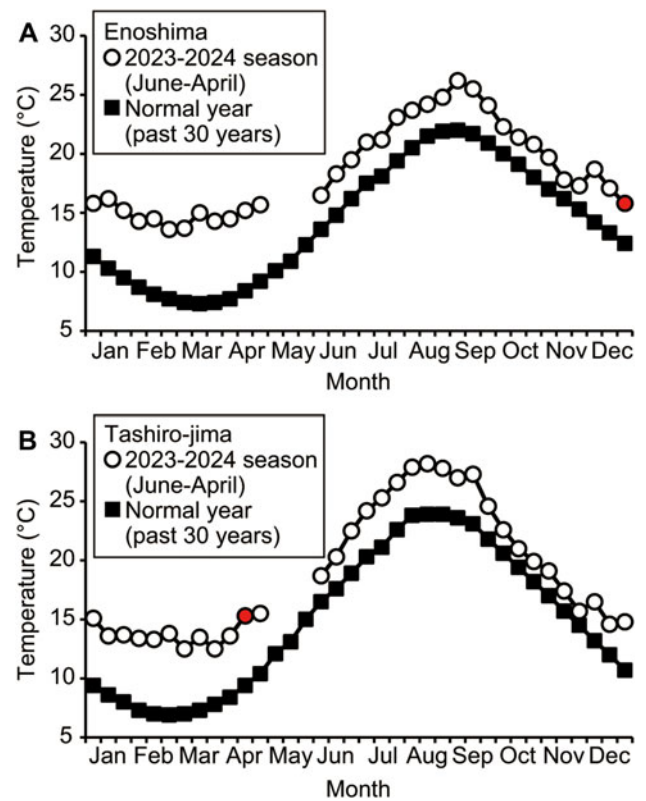 A
30
25
20
15
10
5
Temperature (°C)
Enoshima
2023-2024 season
(June-April)
Normal year
(past 30 years)
Jan Feb Mar Apr May Jun Jul Aug Sep Oct Nov Dec
Month
B
30
25
20
15
10
5
Temperature (°C)
Tashiro-jima
2023-2024 season
(June-April)
Normal year
(past 30 years)
Jan Feb Mar Apr May Jun Jul Aug Sep Oct Nov Dec
Month